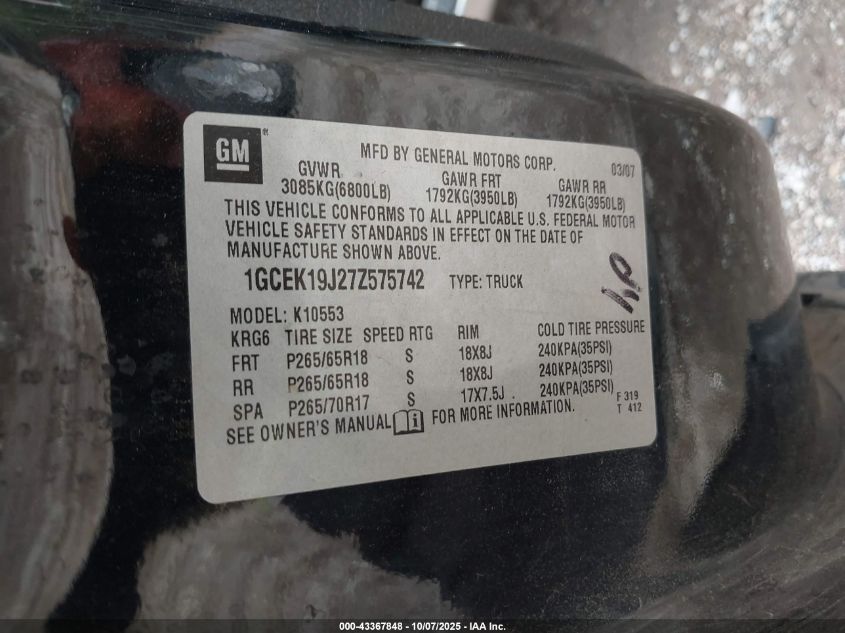 GM®
MFD BY GENERAL MOTORS CORP. 03/07
GVWR GAWR FRT GAWR RR
3085KG(6800LB) 1792KG(3950LB) 1792KG(3950LB)
THIS VEHICLE CONFORMS TO ALL APPLICABLE U.S. FEDERAL MOTOR
VEHICLE SAFETY STANDARDS IN EFFECT ON THE DATE OF
MANUFACTURE SHOWN ABOVE.
1GCEK19J27Z575742 TYPE: TRUCK
MODEL: K10553
KRG6 TIRE SIZE SPEED RTG RIM COLD TIRE PRESSURE
FRT P265/65R18 S 18X8J 240KPA(35PSI)
RR P265/65R18 S 18X8J 240KPA(35PSI)
SPA P265/70R17 S 17X7.5J 240KPA(35PSI)
F 319
T 412
SEE OWNER'S MANUAL FOR MORE INFORMATION.
000-43367848 - 10/07/2025 - IAA Inc.